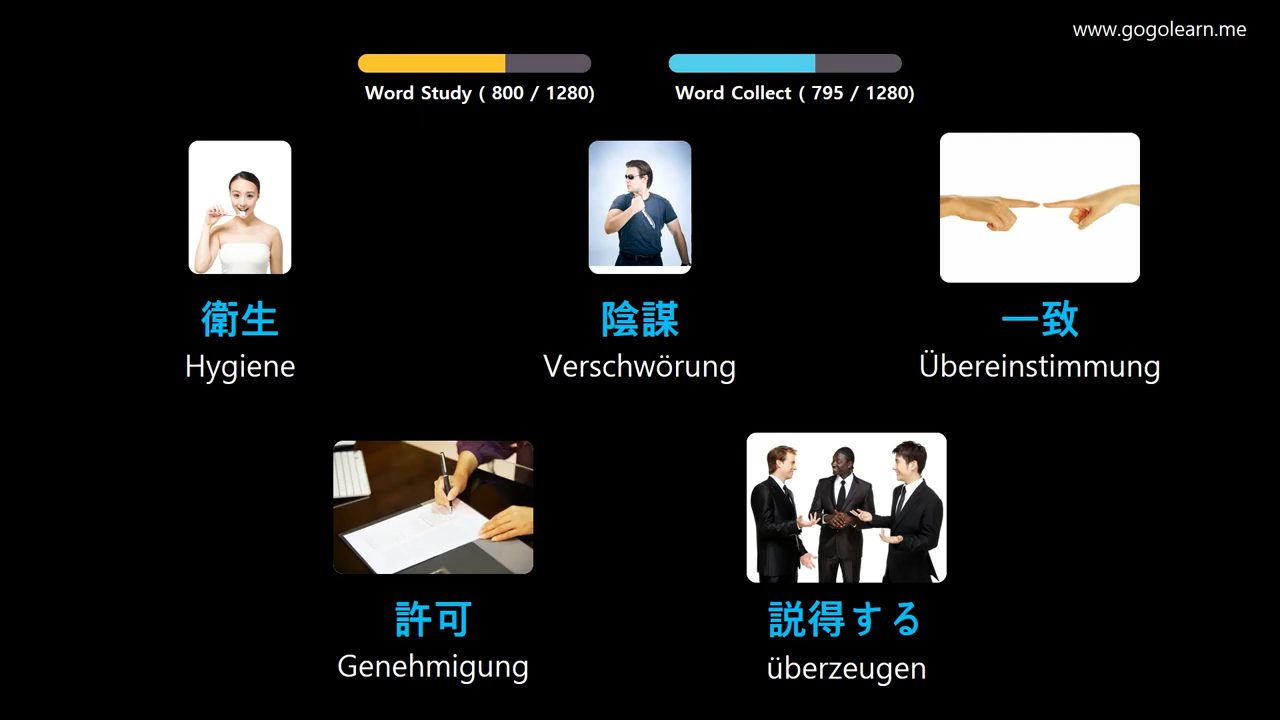 www.gogolearn.me
Word Study ( 800 / 1280)
Word Collect ( 795 / 1280)
衛生
Hygiene
陰謀
Verschwörung
一致
Übereinstimmung
許可
Genehmigung
説得する
überzeugen